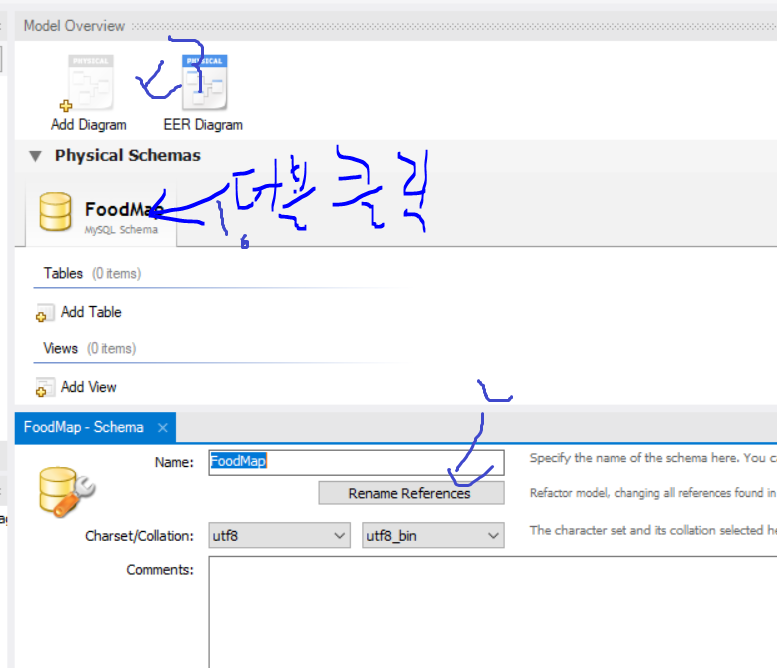 Model Overview
PHYSICAL PHYSICAL
3
Add Diagram EER Diagram
Physical Schemas
더블 클릭
FoodMap
MySQL Schema
1
Tables (0 items)
Add Table
Views (0 items)
Add View
2
FoodMap - Schema ×
Name: FoodMap Specify the name of the schema here. You
Rename References Refactor model, changing all references found in
Charset/Collation: utf8 utf8_bin The character set and its collation selected
Comments: